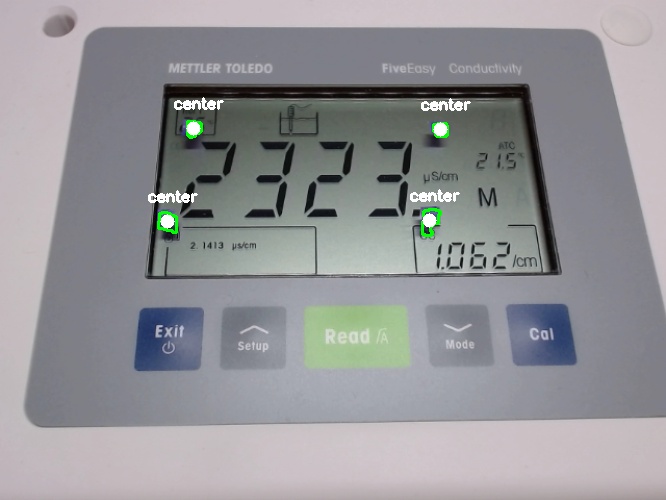 METTLER TOLEDO FiveEasy Conductivity
center center
2323.
ATC
21.5°
µS/cm
center center
M
2. 1413 µs/cm
1.062/cm
Exit Setup Read /A Mode Cal